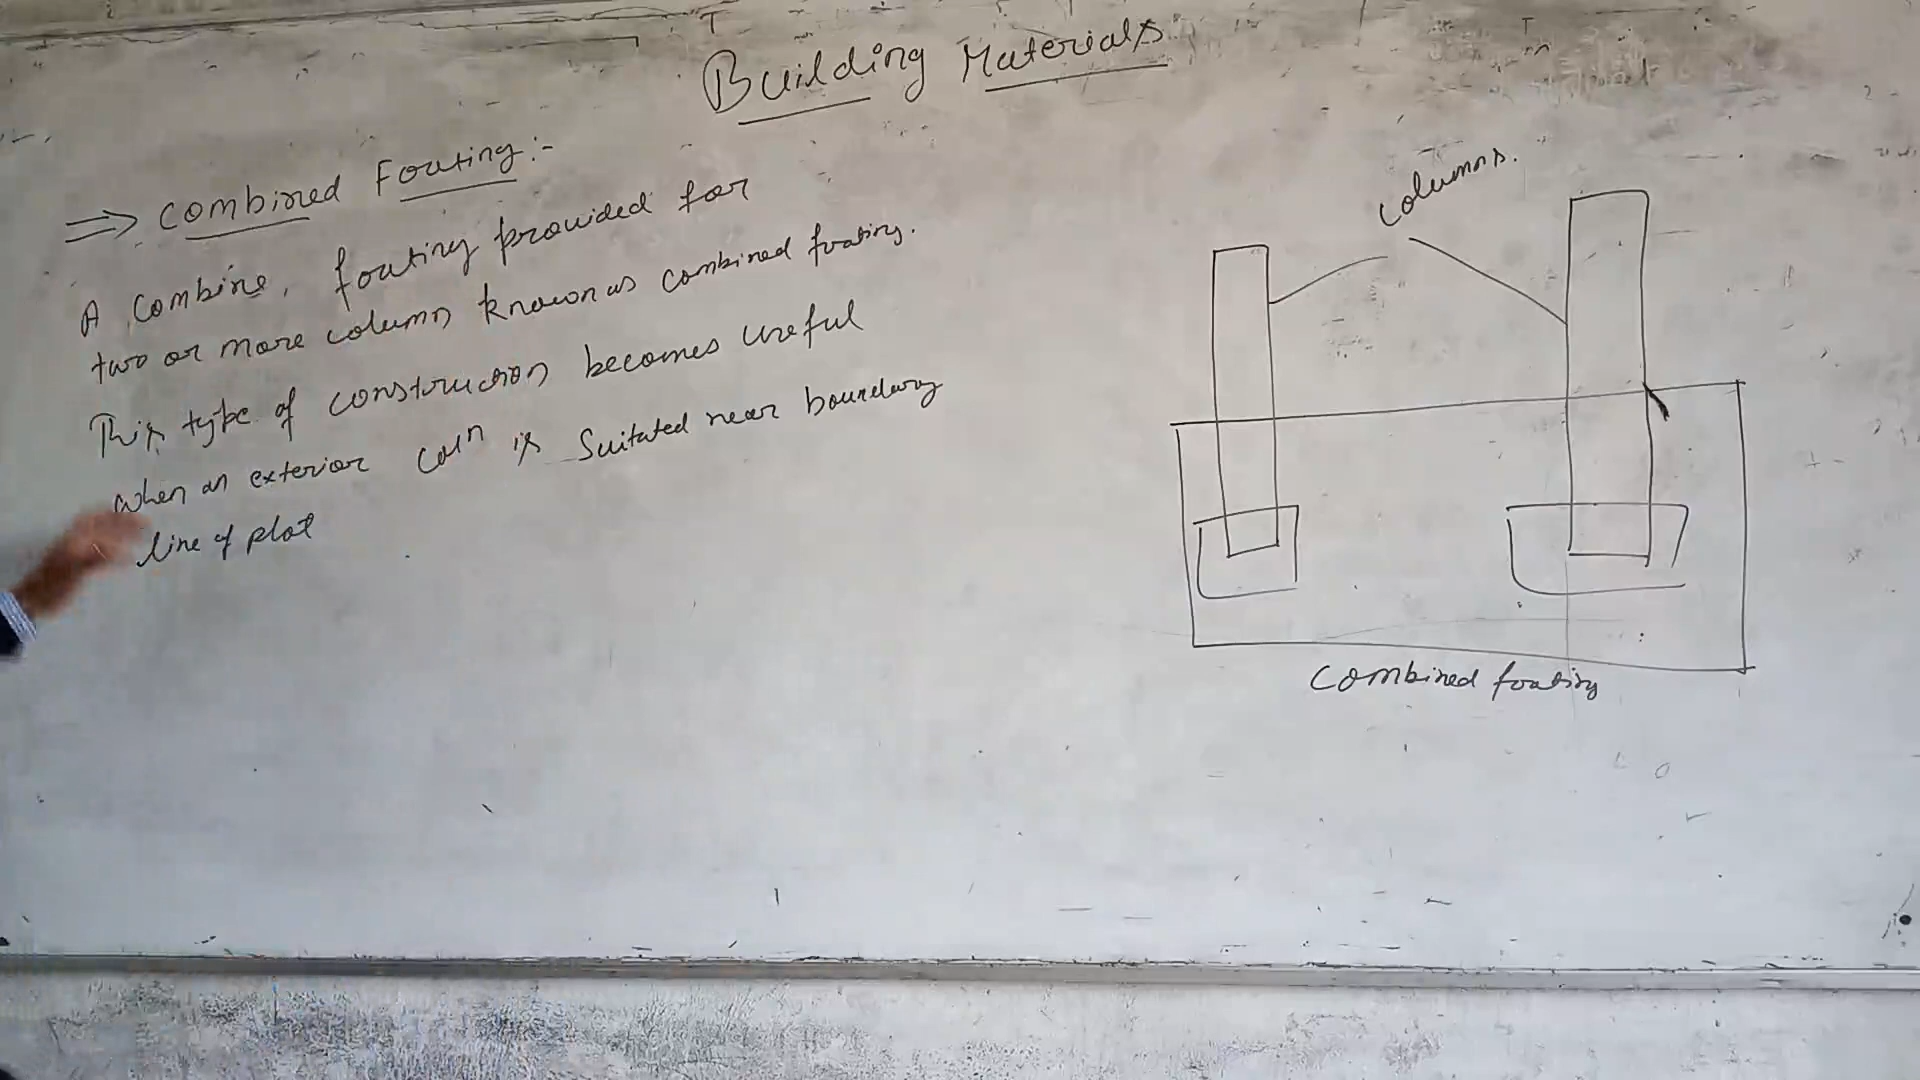 Building Materials
⇒ Combined Footing :-
A Combine, footing provided for
two or more column known as combined footing.
This type of construction becomes useful
When an exterior colⁿ is Suitated near boundary
line of plot
Columns.
Combined footing